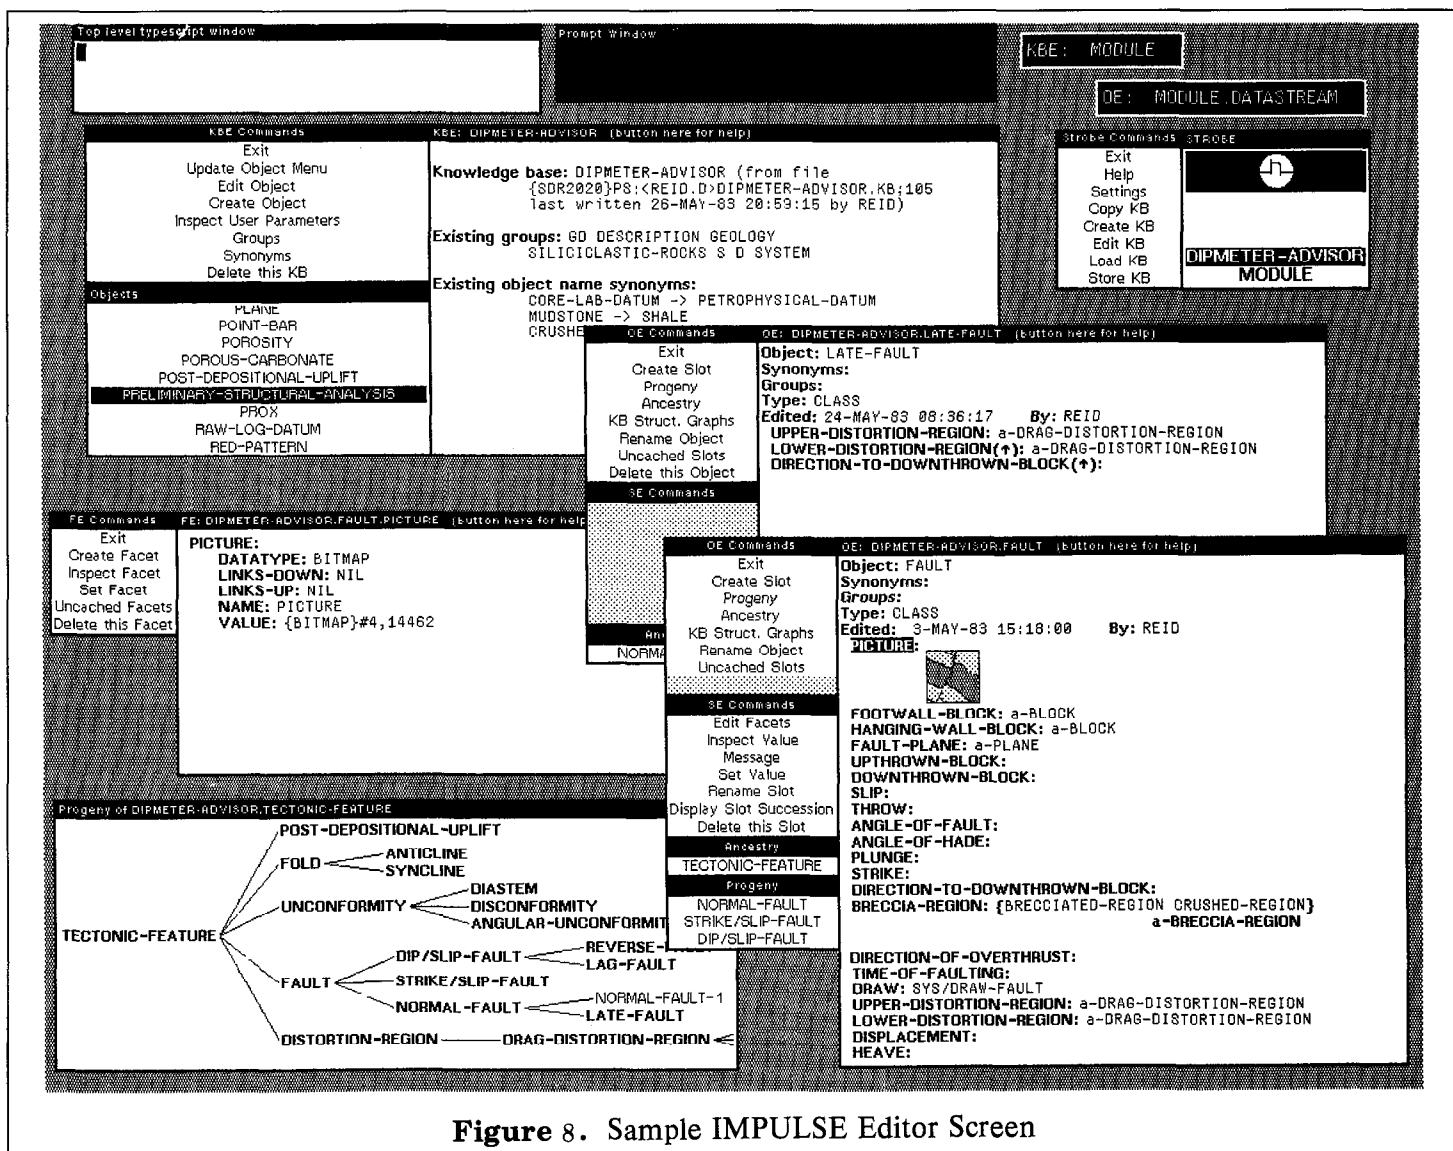 Top level typescript window
Prompt Window
KBE: MODULE
OE: MODULE.DATASTREAM
KBE Commands
Exit
Update Object Menu
Edit Object
Create Object
Inspect User Parameters
Groups
Synonyms
Delete this KB
Objects
PLANE
POINT-BAR
POROSITY
POROUS-CARBONATE
POST-DEPOSITIONAL-UPLIFT
PRELIMINARY-STRUCTURAL-ANALYSIS
PROX
RAW-LOG-DATUM
RED-PATTERN
KBE: DIPMETER-ADVISOR (button here for help)
Knowledge base: DIPMETER-ADVISOR (from file
{SDR2020}PS:<REID.D>DIPMETER-ADVISOR.KB;105
last written 26-MAY-83 20:59:15 by REID)
Existing groups: GD DESCRIPTION GEOLOGY
SILICICLASTIC-ROCKS S D SYSTEM
Existing object name synonyms:
CORE-LAB-DATUM -> PETROPHYSICAL-DATUM
MUDSTONE -> SHALE
CRUSHE
Strobe Commands
Exit
Help
Settings
Copy KB
Create KB
Edit KB
Load KB
Store KB
STROBE
DIPMETER-ADVISOR
MODULE
OE Commands
Exit
Create Slot
Progeny
Ancestry
KB Struct. Graphs
Rename Object
Uncached Slots
Delete this Object
SE Commands
An
NORMA
OE: DIPMETER-ADVISOR.LATE-FAULT (button here for help)
Object: LATE-FAULT
Synonyms:
Groups:
Type: CLASS
Edited: 24-MAY-83 08:36:17 By: REID
UPPER-DISTORTION-REGION: a-DRAG-DISTORTION-REGION
LOWER-DISTORTION-REGION(↑): a-DRAG-DISTORTION-REGION
DIRECTION-TO-DOWNTHROWN-BLOCK(↑):
FE Commands
Exit
Create Facet
Inspect Facet
Set Facet
Uncached Facets
Delete this Facet
FE: DIPMETER-ADVISOR.FAULT.PICTURE (button here for help
PICTURE:
DATATYPE: BITMAP
LINKS-DOWN: NIL
LINKS-UP: NIL
NAME: PICTURE
VALUE: {BITMAP}#4,14462
OE Commands
Exit
Create Slot
Progeny
Ancestry
KB Struct. Graphs
Rename Object
Uncached Slots
SE Commands
Edit Facets
Inspect Value
Message
Set Value
Rename Slot
Display Slot Succession
Delete this Slot
Ancestry
TECTONIC-FEATURE
Progeny
NORMAL-FAULT
STRIKE/SLIP-FAULT
DIP/SLIP-FAULT
OE: DIPMETER-ADVISOR.FAULT (button here for help)
Object: FAULT
Synonyms:
Groups:
Type: CLASS
Edited: 3-MAY-83 15:18:00 By: REID
PICTURE:
FOOTWALL-BLOCK: a-BLOCK
HANGING-WALL-BLOCK: a-BLOCK
FAULT-PLANE: a-PLANE
UPTHROWN-BLOCK:
DOWNTHROWN-BLOCK:
SLIP:
THROW:
ANGLE-OF-FAULT:
ANGLE-OF-HADE:
PLUNGE:
STRIKE:
DIRECTION-TO-DOWNTHROWN-BLOCK:
BRECCIA-REGION: {BRECCIATED-REGION CRUSHED-REGION}
a-BRECCIA-REGION
DIRECTION-OF-OVERTHRUST:
TIME-OF-FAULTING:
DRAW: SYS/DRAW-FAULT
UPPER-DISTORTION-REGION: a-DRAG-DISTORTION-REGION
LOWER-DISTORTION-REGION: a-DRAG-DISTORTION-REGION
DISPLACEMENT:
HEAVE:
Progeny of DIPMETER-ADVISOR.TECTONIC-FEATURE
POST-DEPOSITIONAL-UPLIFT
FOLD
ANTICLINE
SYNCLINE
DIASTEM
UNCONFORMITY
DISCONFORMITY
ANGULAR-UNCONFORMIT
TECTONIC-FEATURE
DIP/SLIP-FAULT
REVERSE-
LAG-FAULT
FAULT
STRIKE/SLIP-FAULT
NORMAL-FAULT
NORMAL-FAULT-1
LATE-FAULT
DISTORTION-REGION
DRAG-DISTORTION-REGION
Figure 8. Sample IMPULSE Editor Screen